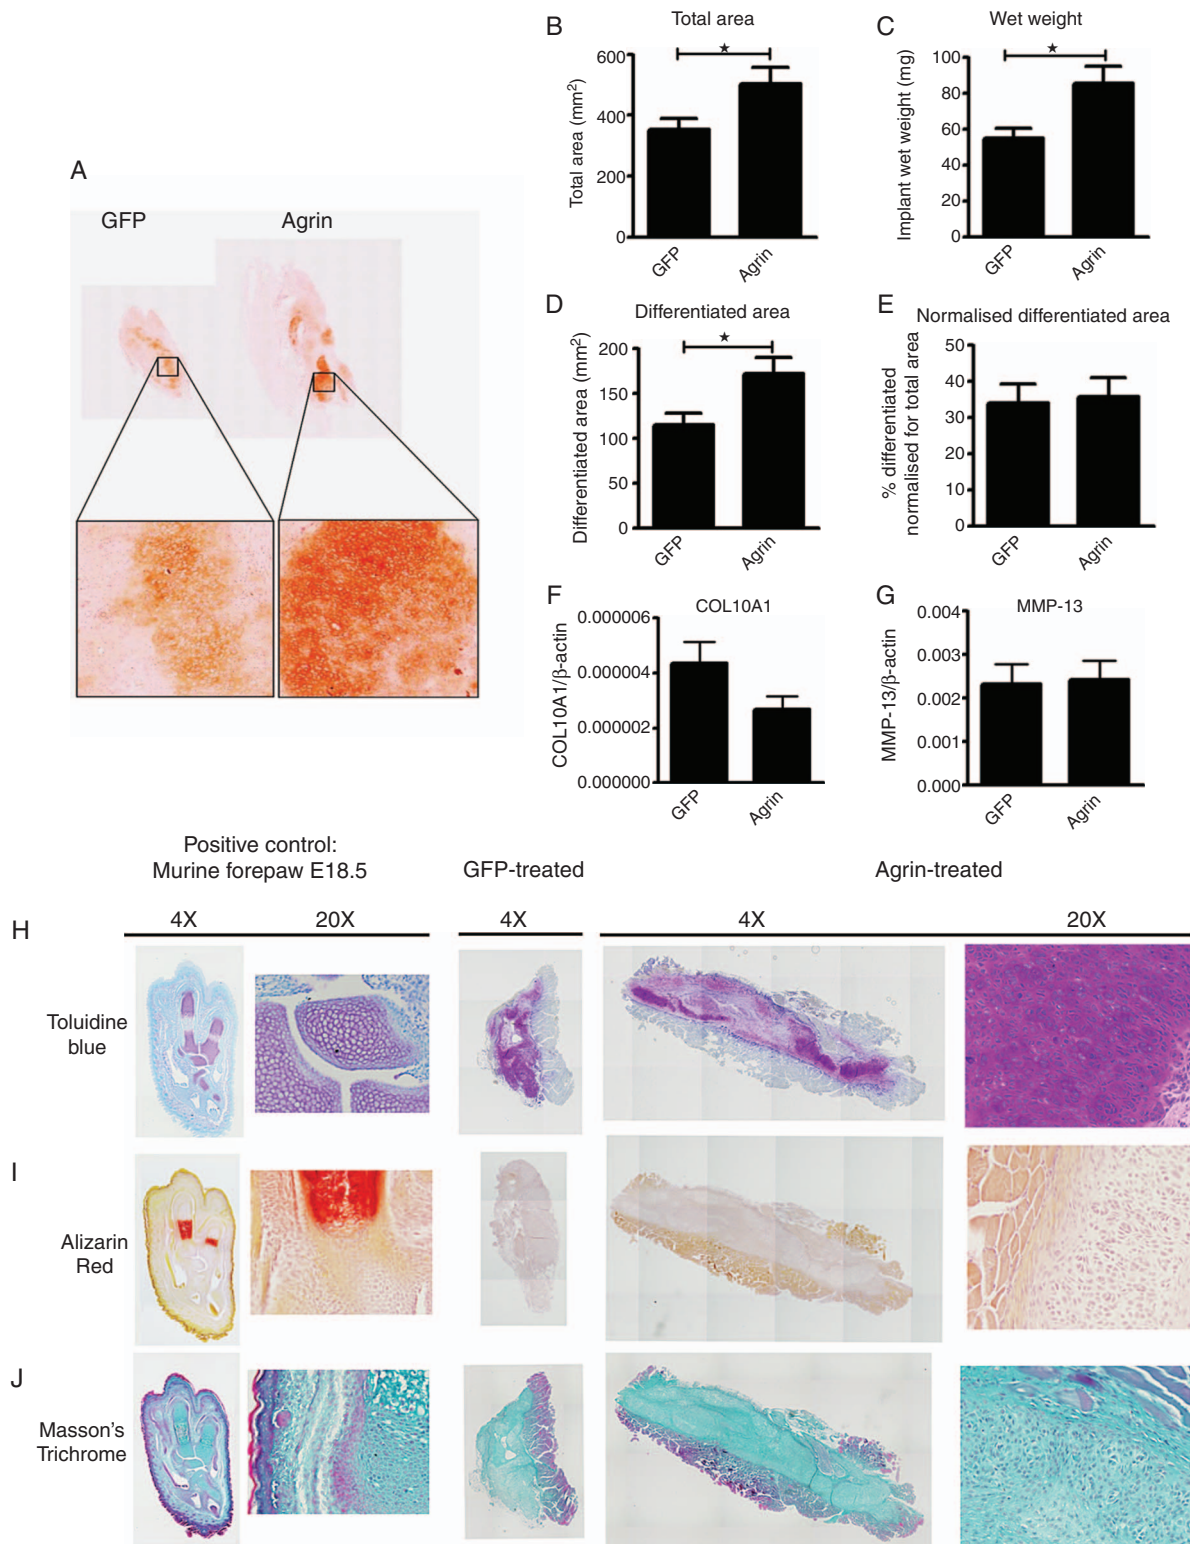 A
GFP
Agrin
B
Total area
Total area (mm²)
600
400
200
0
GFP
Agrin
★
C
Wet weight
Implant wet weight (mg)
100
80
60
40
20
0
GFP
Agrin
★
D
Differentiated area
Differentiated area (mm²)
200
150
100
50
0
GFP
Agrin
★
E
Normalised differentiated area
% differentiated
normalised for total area
50
40
30
20
10
0
GFP
Agrin
F
COL10A1
COL10A1/β-actin
0.000006
0.000004
0.000002
0.000000
GFP
Agrin
G
MMP-13
MMP-13/β-actin
0.004
0.003
0.002
0.001
0.000
GFP
Agrin
Positive control:
Murine forepaw E18.5
GFP-treated
Agrin-treated
4X
20X
4X
4X
20X
H
Toluidine
blue
I
Alizarin
Red
J
Masson's
Trichrome